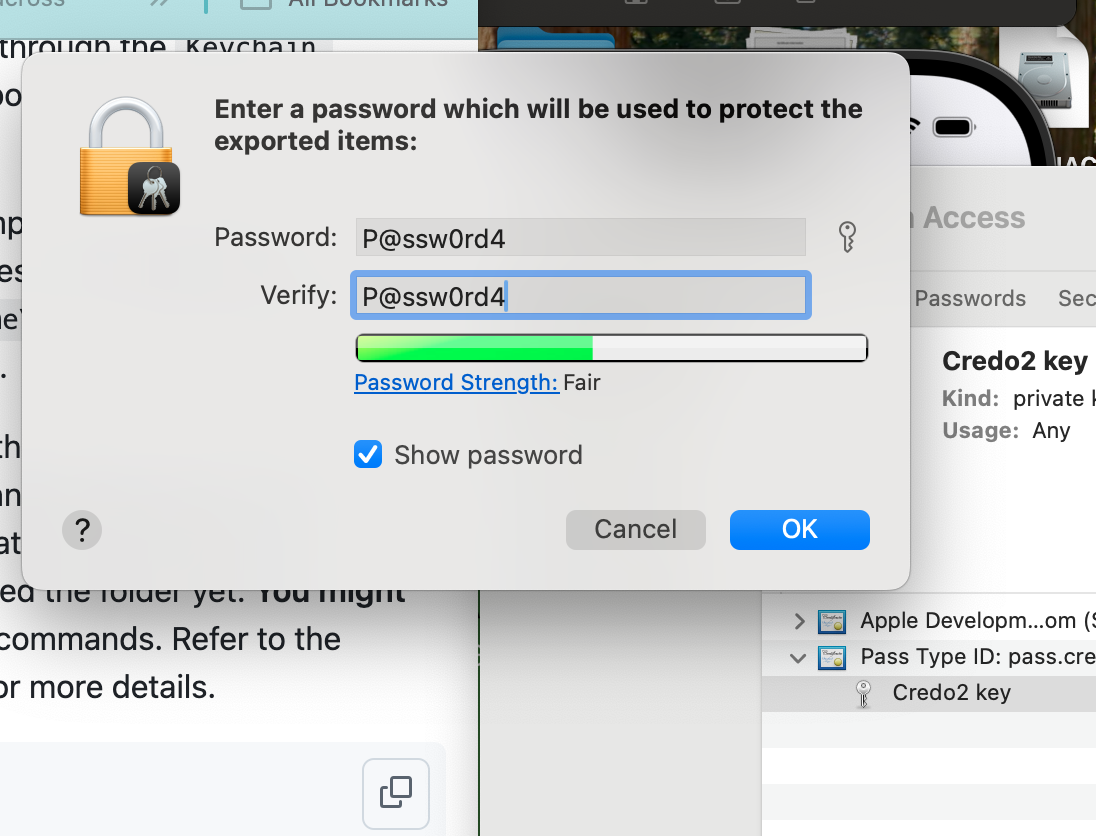 All Bookmarks
through the Keychain
Enter a password which will be used to protect the
exported items:
Password: P@ssw0rd4
Verify: P@ssw0rd4
Password Strength: Fair
Show password
?
Cancel
OK
Access
Passwords
Credo2 key
Kind: private
Usage: Any
Apple Developm...om (S
Pass Type ID: pass.cre
Credo2 key
ed the folder yet. You might
commands. Refer to the
or more details.